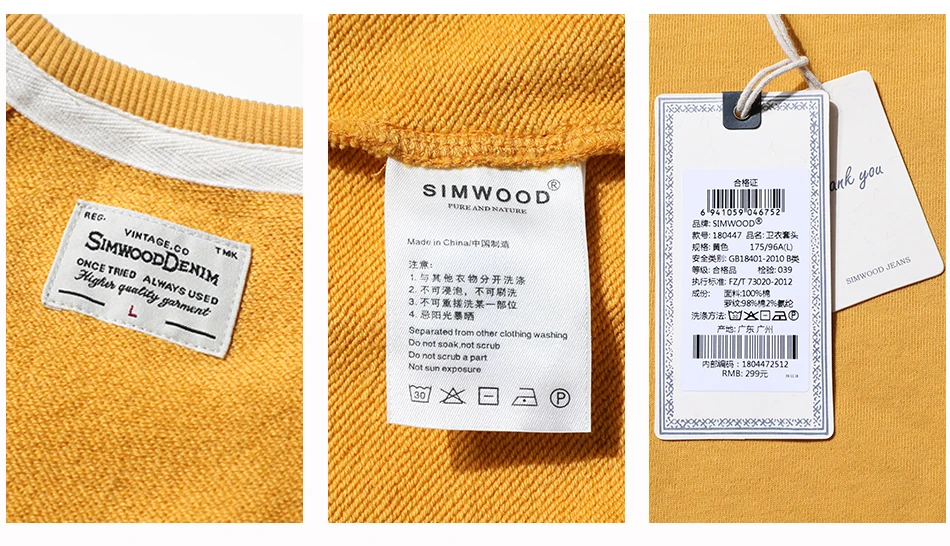 REG·
TMK
VINTAGE.CO
SIMWOODDENIM
ONCE TRIED ALWAYS USED
Higher quality garment
L
SIMWOOD®
PURE AND NATURE
Made in China/中国制造
注意:
1. 与其他衣物分开洗涤
2. 不可浸泡，不可刷洗
3. 不可重搓洗某一部位
4. 忌阳光暴晒
Separated from other clothing washing
Do not soak,not scrub
Do not scrub a part
Not sun exposure
30
P
合格证
6 941059 046752
品牌: SIMWOOD®
款号: 180447 品名: 卫衣套头
规格: 黄色 175/96A(L)
安全类别: GB18401-2010 B类
等级: 合格品 检验: 039
执行标准: FZ/T 73020-2012
成份: 面料:100%棉
罗纹:98%棉2%氨纶
洗涤方法:
产地: 广东 广州
内部编码: 1804472512
RMB: 299元
ank you
SIMWOOD JEANS